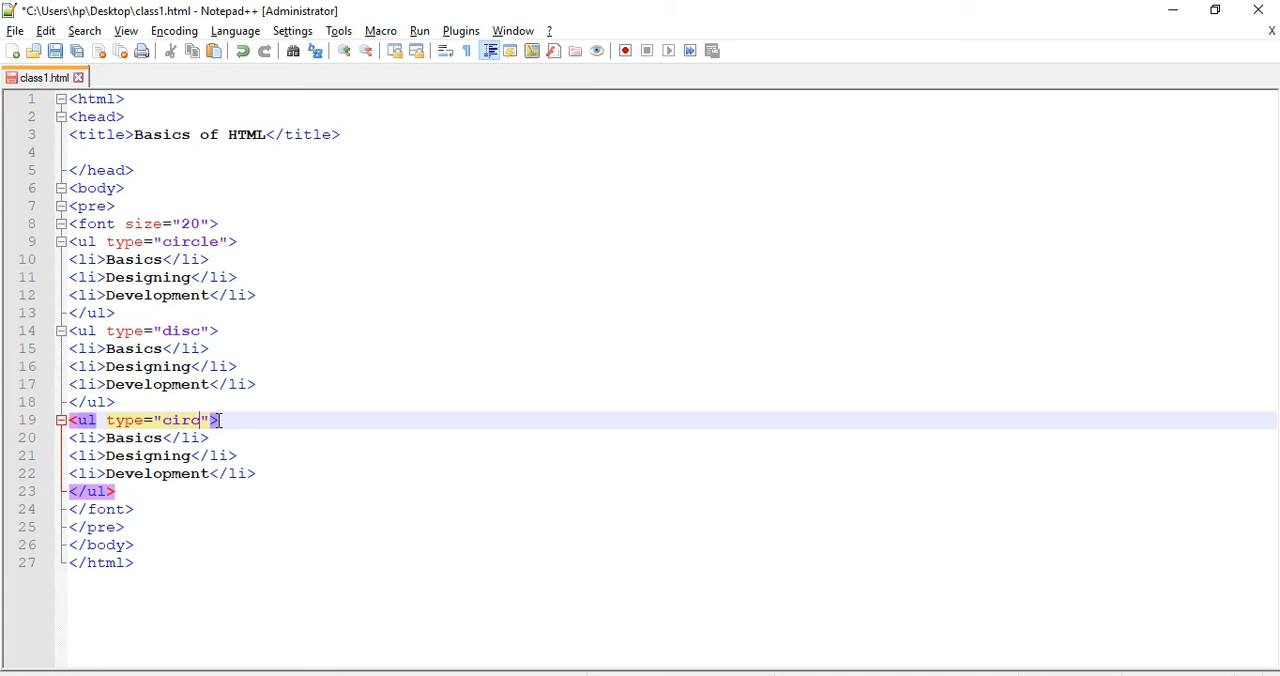 *C:\Users\hp\Desktop\class1.html - Notepad++ [Administrator]
File Edit Search View Encoding Language Settings Tools Macro Run Plugins Window ? X
class1.html
1 <html>
2 <head>
3 <title>Basics of HTML</title>
4
5 </head>
6 <body>
7 <pre>
8 <font size="20">
9 <ul type="circle">
10 <li>Basics</li>
11 <li>Designing</li>
12 <li>Development</li>
13 </ul>
14 <ul type="disc">
15 <li>Basics</li>
16 <li>Designing</li>
17 <li>Development</li>
18 </ul>
19 <ul type="circ">
20 <li>Basics</li>
21 <li>Designing</li>
22 <li>Development</li>
23 </ul>
24 </font>
25 </pre>
26 </body>
27 </html>